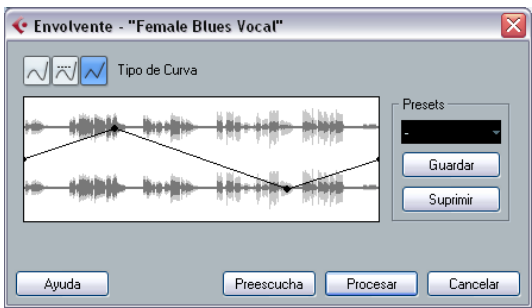 Envolvente - "Female Blues Vocal"
Tipo de Curva
Presets
-
Guardar
Suprimir
Ayuda
Preescucha
Procesar
Cancelar